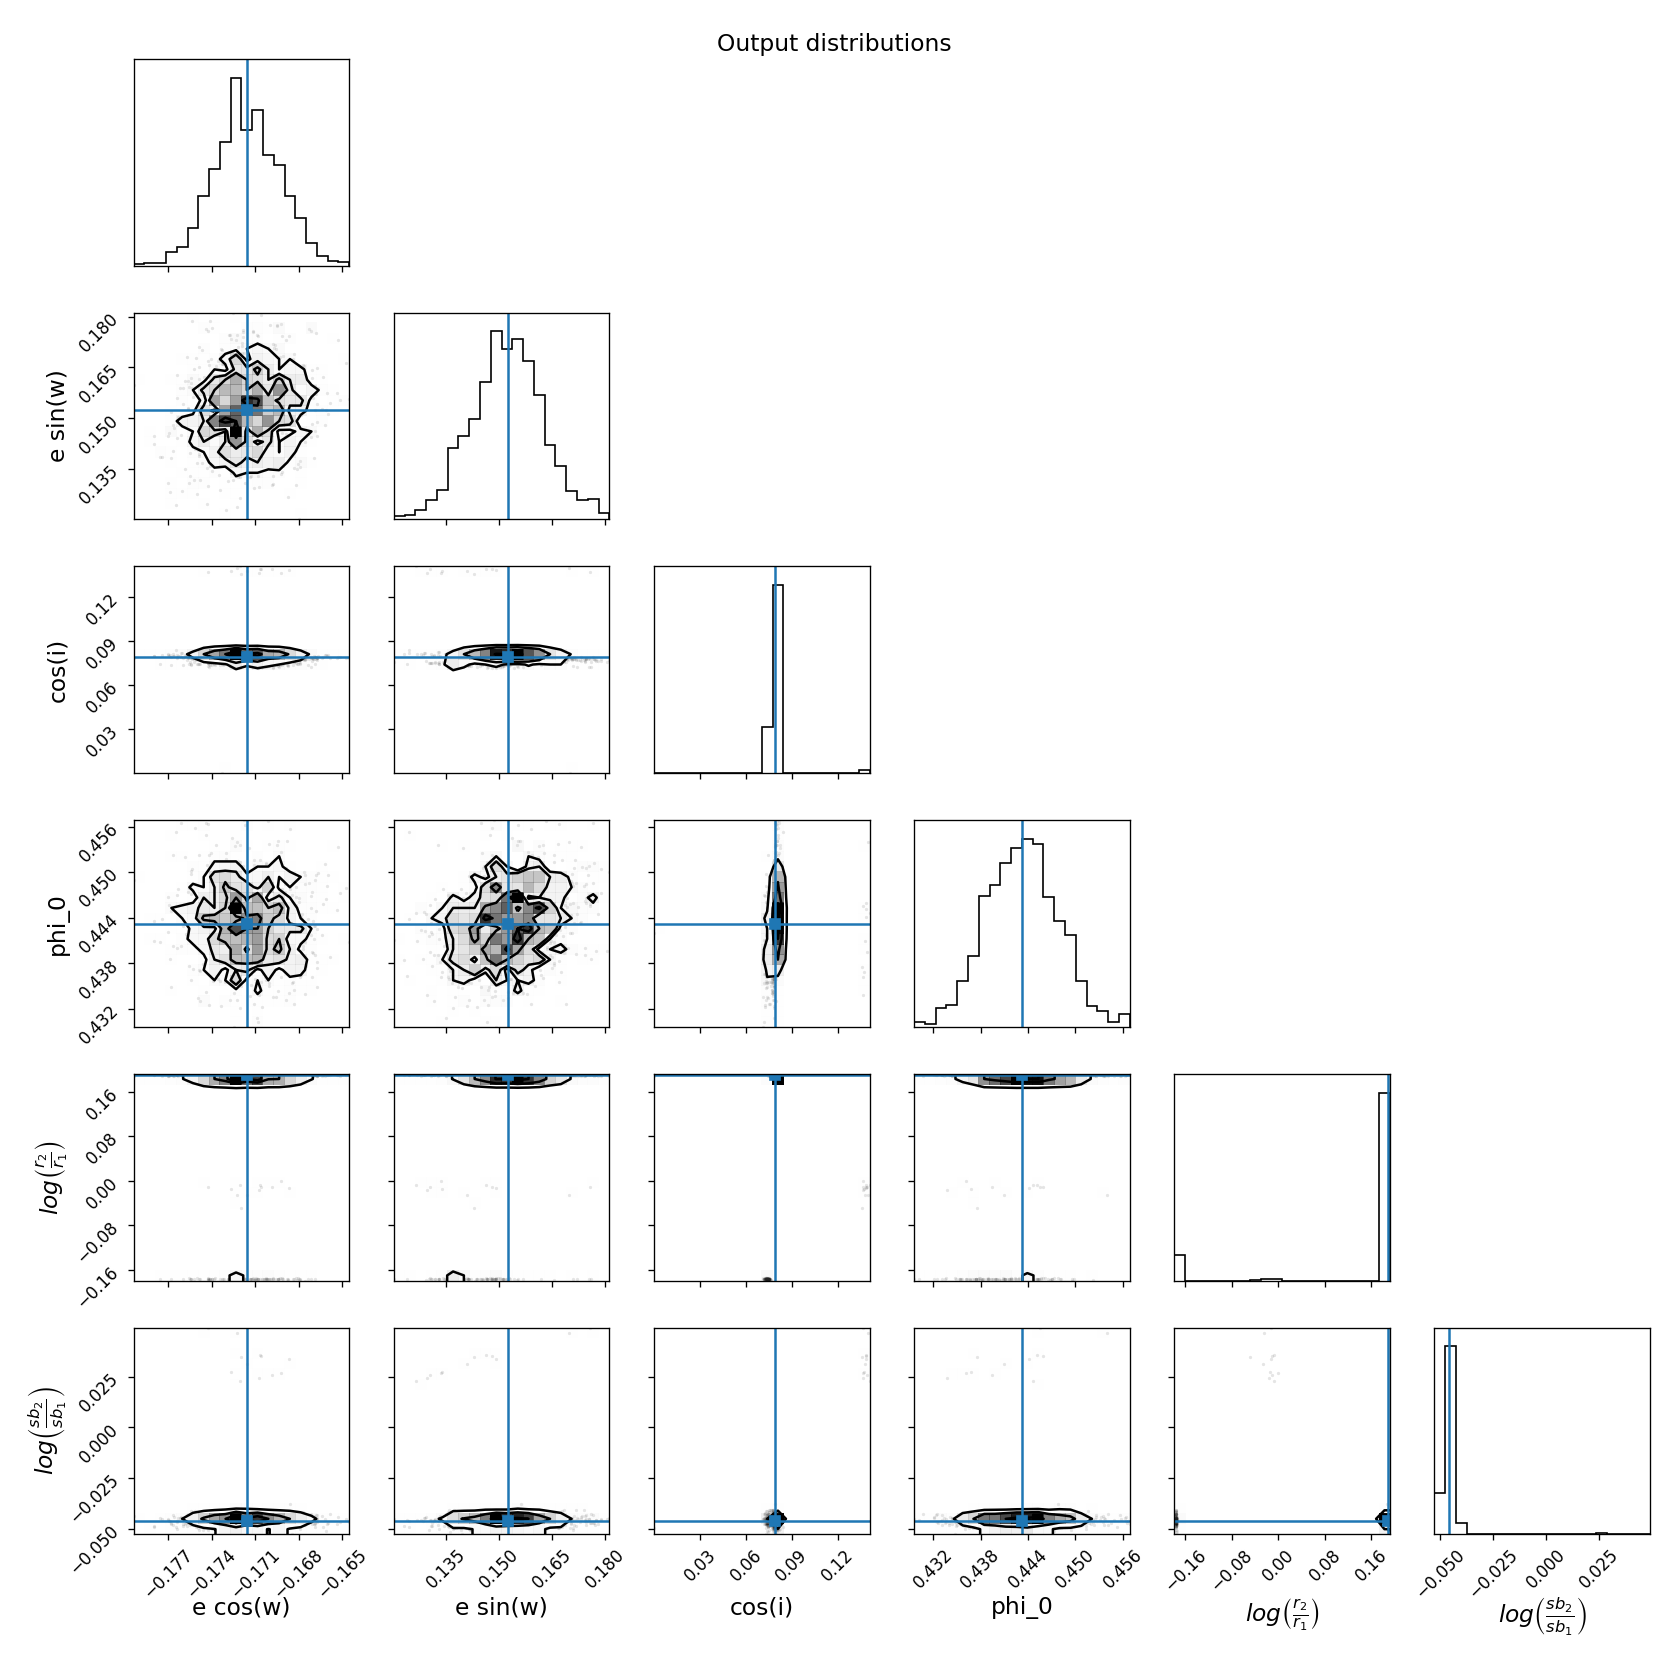 Output distributions
e sin(w)
0.180
0.165
0.150
0.135
cos(i)
0.12
0.09
0.06
0.03
phi_0
0.456
0.450
0.444
0.438
0.432
log(r₂/r₁)
0.16
0.08
0.00
−0.08
−0.16
log(sb₂/sb₁)
0.025
0.000
−0.025
−0.050
−0.177 −0.174 −0.171 −0.168 −0.165
0.135 0.150 0.165 0.180
0.03 0.06 0.09 0.12
0.432 0.438 0.444 0.450 0.456
−0.16 −0.08 0.00 0.08 0.16
−0.050 −0.025 0.000 0.025
e cos(w) e sin(w) cos(i) phi_0 log(r₂/r₁) log(sb₂/sb₁)